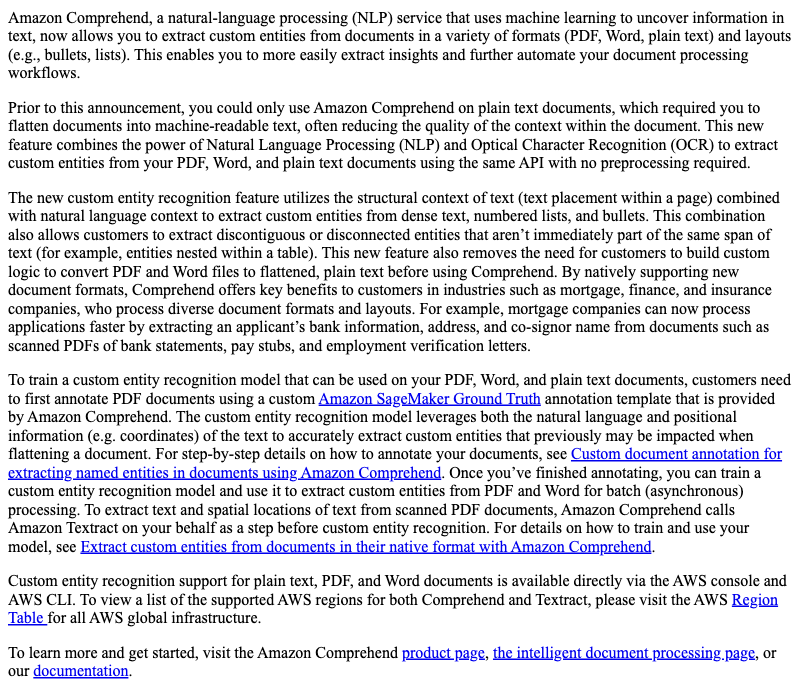 Amazon Comprehend, a natural-language processing (NLP) service that uses machine learning to uncover information in
text, now allows you to extract custom entities from documents in a variety of formats (PDF, Word, plain text) and layouts
(e.g., bullets, lists). This enables you to more easily extract insights and further automate your document processing
workflows.
Prior to this announcement, you could only use Amazon Comprehend on plain text documents, which required you to
flatten documents into machine-readable text, often reducing the quality of the context within the document. This new
feature combines the power of Natural Language Processing (NLP) and Optical Character Recognition (OCR) to extract
custom entities from your PDF, Word, and plain text documents using the same API with no preprocessing required.
The new custom entity recognition feature utilizes the structural context of text (text placement within a page) combined
with natural language context to extract custom entities from dense text, numbered lists, and bullets. This combination
also allows customers to extract discontiguous or disconnected entities that aren’t immediately part of the same span of
text (for example, entities nested within a table). This new feature also removes the need for customers to build custom
logic to convert PDF and Word files to flattened, plain text before using Comprehend. By natively supporting new
document formats, Comprehend offers key benefits to customers in industries such as mortgage, finance, and insurance
companies, who process diverse document formats and layouts. For example, mortgage companies can now process
applications faster by extracting an applicant’s bank information, address, and co-signor name from documents such as
scanned PDFs of bank statements, pay stubs, and employment verification letters.
To train a custom entity recognition model that can be used on your PDF, Word, and plain text documents, customers need
to first annotate PDF documents using a custom Amazon SageMaker Ground Truth annotation template that is provided
by Amazon Comprehend. The custom entity recognition model leverages both the natural language and positional
information (e.g. coordinates) of the text to accurately extract custom entities that previously may be impacted when
flattening a document. For step-by-step details on how to annotate your documents, see Custom document annotation for
extracting named entities in documents using Amazon Comprehend. Once you’ve finished annotating, you can train a
custom entity recognition model and use it to extract custom entities from PDF and Word for batch (asynchronous)
processing. To extract text and spatial locations of text from scanned PDF documents, Amazon Comprehend calls
Amazon Textract on your behalf as a step before custom entity recognition. For details on how to train and use your
model, see Extract custom entities from documents in their native format with Amazon Comprehend.
Custom entity recognition support for plain text, PDF, and Word documents is available directly via the AWS console and
AWS CLI. To view a list of the supported AWS regions for both Comprehend and Textract, please visit the AWS Region
Table for all AWS global infrastructure.
To learn more and get started, visit the Amazon Comprehend product page, the intelligent document processing page, or
our documentation.